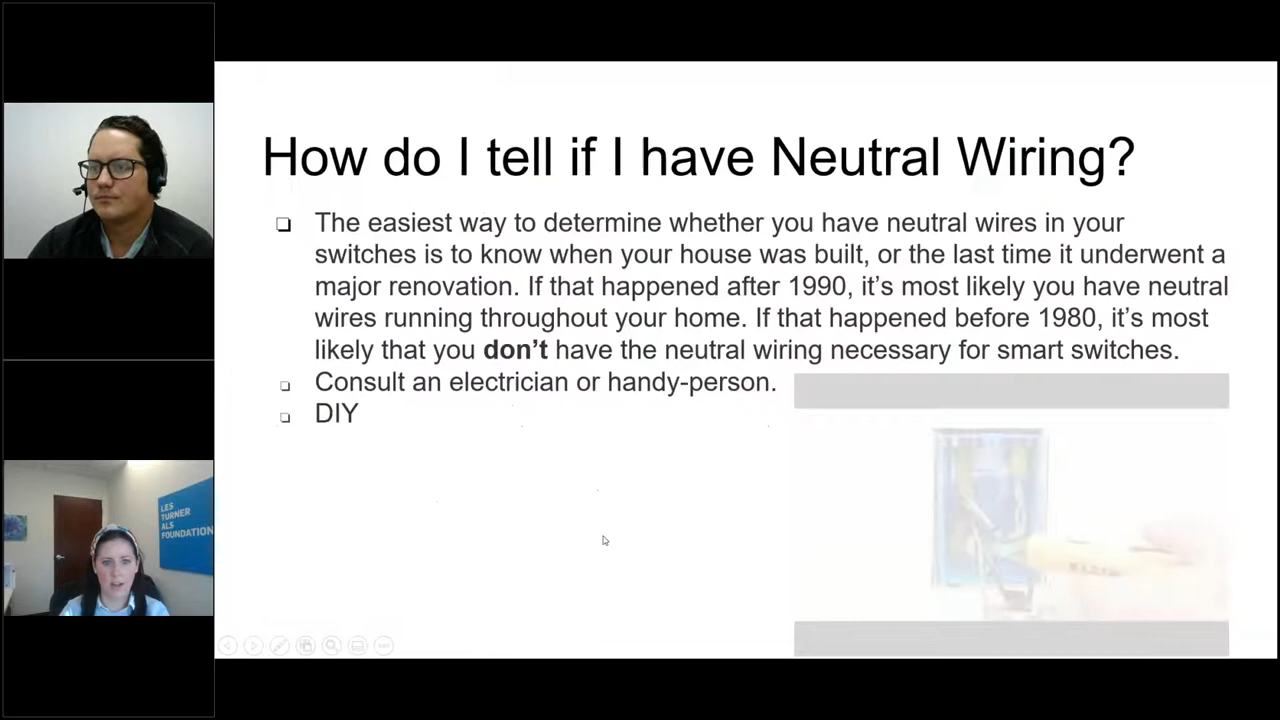 How do I tell if I have Neutral Wiring?
The easiest way to determine whether you have neutral wires in your
switches is to know when your house was built, or the last time it underwent a
major renovation. If that happened after 1990, it’s most likely you have neutral
wires running throughout your home. If that happened before 1980, it’s most
likely that you don’t have the neutral wiring necessary for smart switches.
Consult an electrician or handy-person.
DIY
LES
TURNER
ALS
FOUNDATION